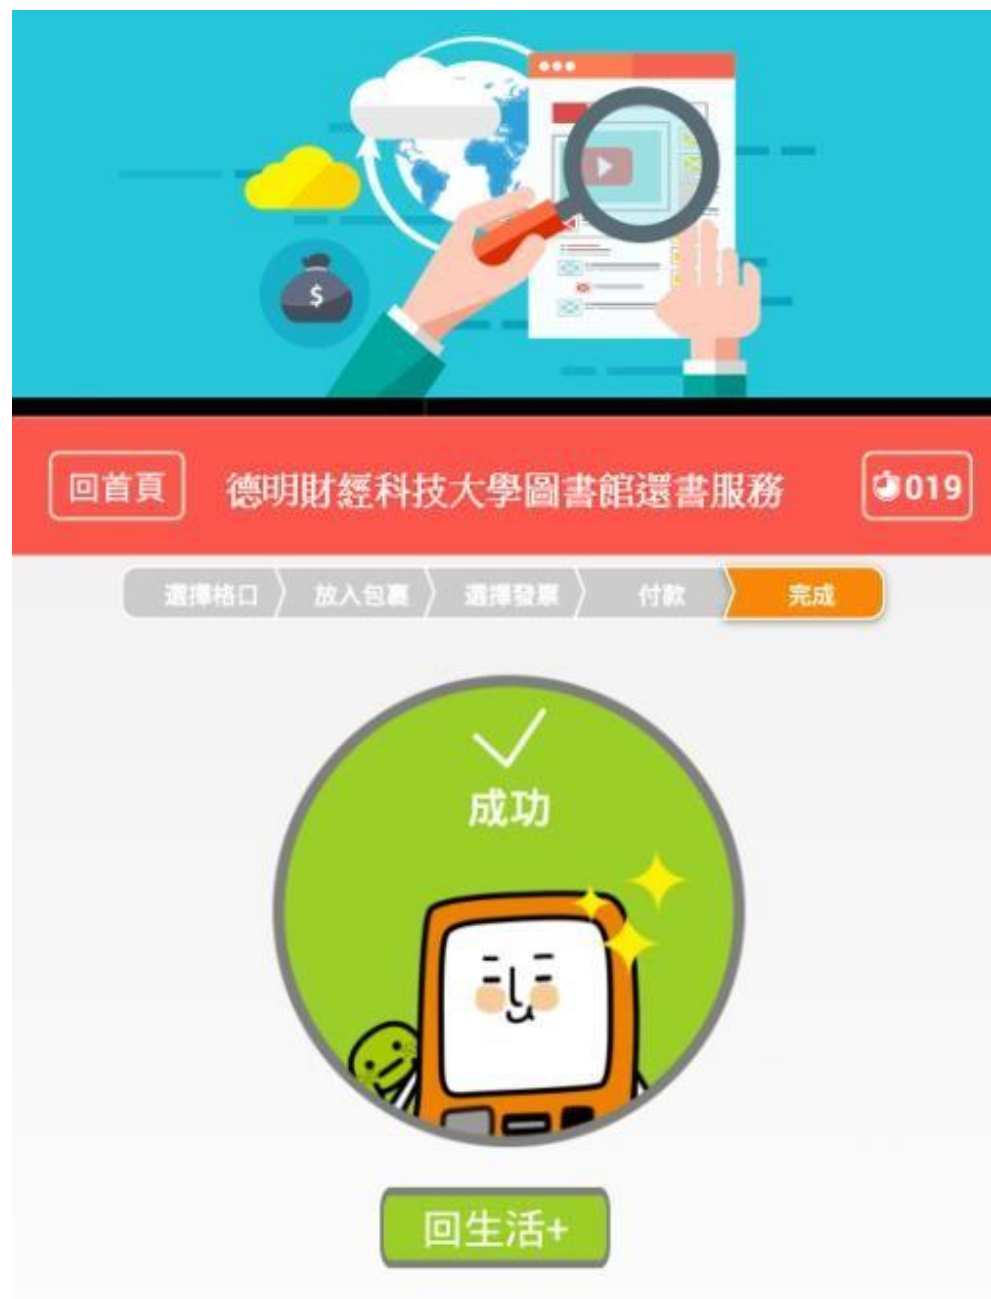 $
回首頁
德明財經科技大學圖書館還書服務
019
選擇格口
放入包裹
選擇發票
付款
完成
成功
回生活+